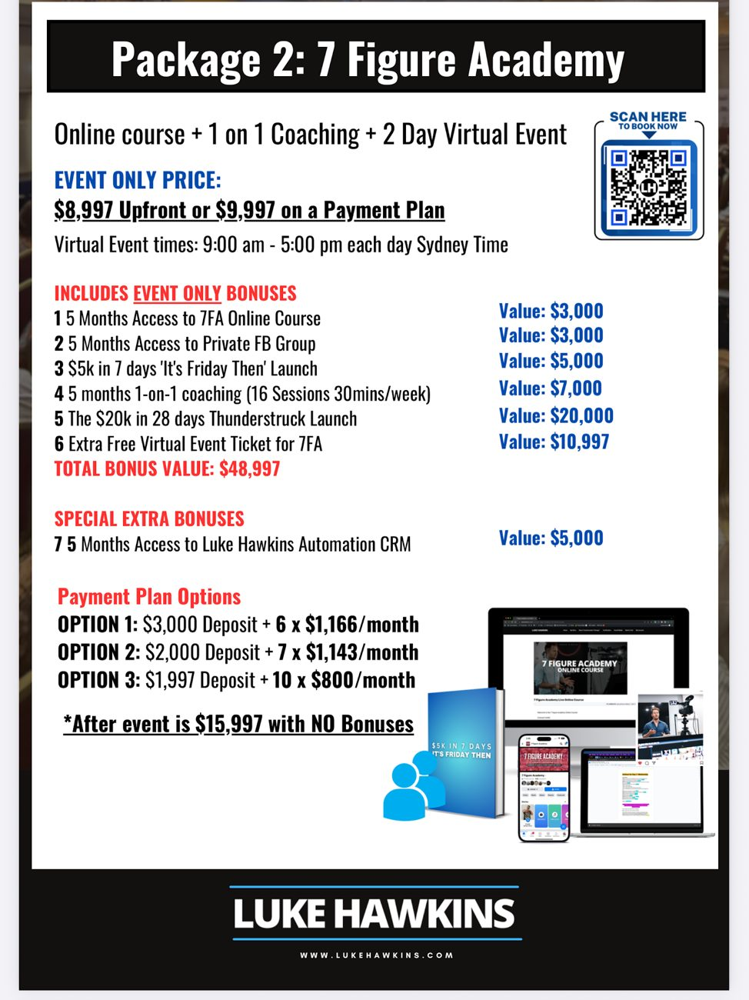 Package 2: 7 Figure Academy
Online course + 1 on 1 Coaching + 2 Day Virtual Event
SCAN HERE
TO BOOK NOW
LH
EVENT ONLY PRICE:
$8,997 Upfront or $9,997 on a Payment Plan
Virtual Event times: 9:00 am - 5:00 pm each day Sydney Time
INCLUDES EVENT ONLY BONUSES
1 5 Months Access to 7FA Online Course Value: $3,000
2 5 Months Access to Private FB Group Value: $3,000
3 $5k in 7 days 'It's Friday Then' Launch Value: $5,000
4 5 months 1-on-1 coaching (16 Sessions 30mins/week) Value: $7,000
5 The $20k in 28 days Thunderstruck Launch Value: $20,000
6 Extra Free Virtual Event Ticket for 7FA Value: $10,997
TOTAL BONUS VALUE: $48,997
SPECIAL EXTRA BONUSES
7 5 Months Access to Luke Hawkins Automation CRM Value: $5,000
Payment Plan Options
OPTION 1: $3,000 Deposit + 6 x $1,166/month
OPTION 2: $2,000 Deposit + 7 x $1,143/month
OPTION 3: $1,997 Deposit + 10 x $800/month
*After event is $15,997 with NO Bonuses
7 FIGURE ACADEMY
ONLINE COURSE
7 Figure Academy Live Online Course
$5K IN 7 DAYS
IT'S FRIDAY THEN
7 FIGURE ACADEMY
LUKE HAWKINS
WWW.LUKEHAWKINS.COM